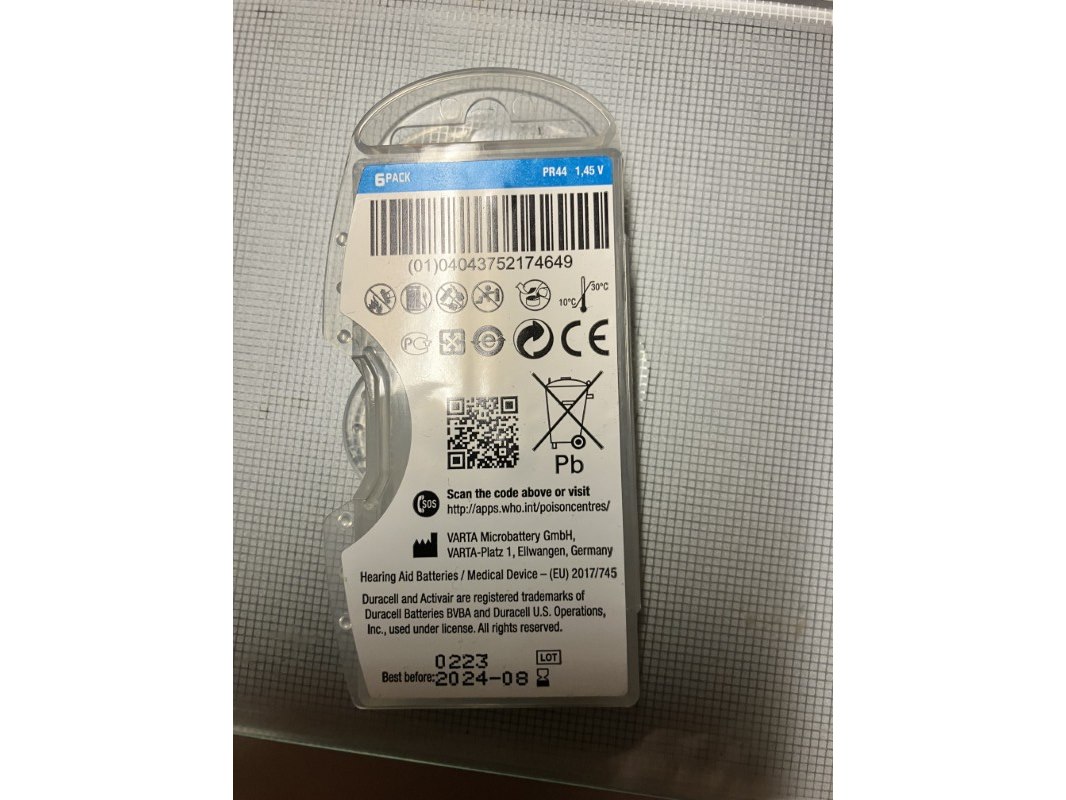 6PACK PR44 1,45 V
(01)04043752174649
10°C 30°C
PG e CE
Pb
SOS Scan the code above or visit
http://apps.who.int/poisoncentres/
VARTA Microbattery GmbH,
VARTA-Platz 1, Ellwangen, Germany
Hearing Aid Batteries / Medical Device – (EU) 2017/745
Duracell and Activair are registered trademarks of
Duracell Batteries BVBA and Duracell U.S. Operations,
Inc., used under license. All rights reserved.
0223 LOT
Best before:2024-08